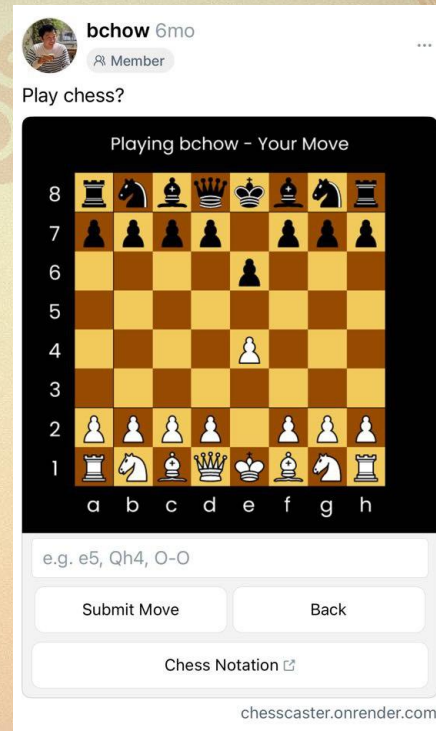 bchow 6mo
Member
Play chess?
Playing bchow - Your Move
8
7
6
5
4
3
2
1
a b c d e f g h
e.g. e5, Qh4, O-O
Submit Move Back
Chess Notation
chesscaster.onrender.com